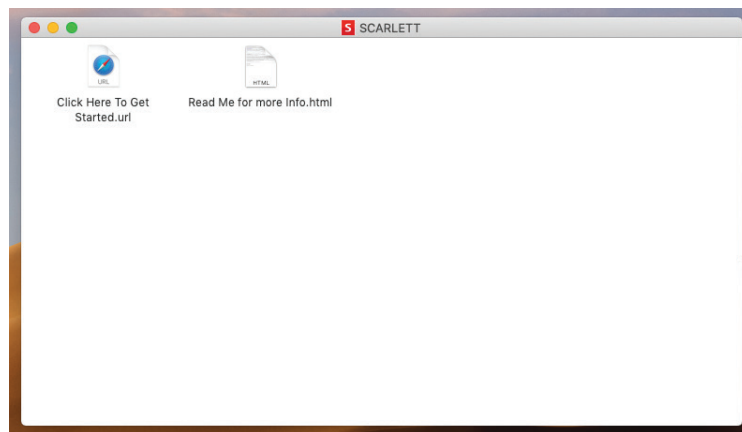 S SCARLETT
URL
HTML
Click Here To Get
Started.url
Read Me for more Info.html